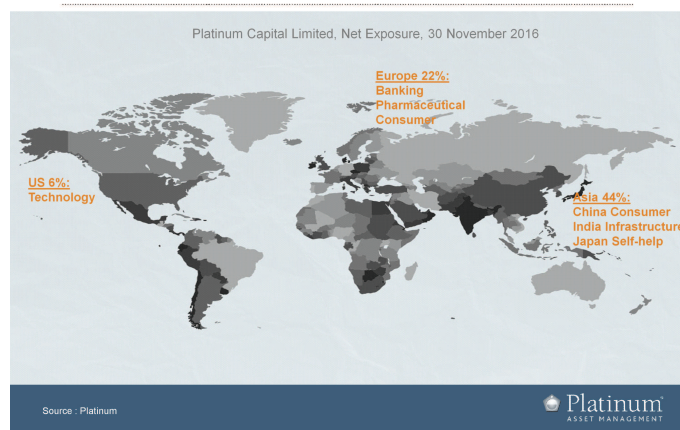 Platinum Capital Limited, Net Exposure, 30 November 2016
Europe 22%:
Banking
Pharmaceutical
Consumer
US 6%:
Technology
Asia 44%:
China Consumer
India Infrastructure
Japan Self-help
Source : Platinum
Platinum®
ASSET MANAGEMENT